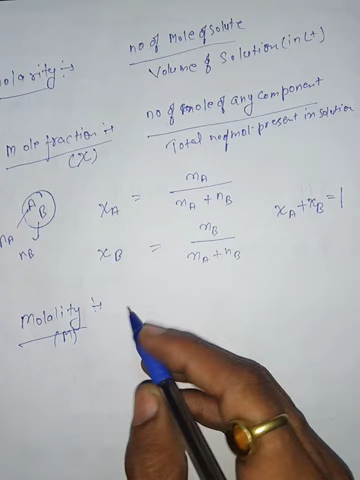 no of Mole of Solute
olarity :-
Volume of Solution (in Lt)
no of mole of any component
Mole fraction :-
(X)
Total no of mol. present in solution
A B
nA
nB
xA = nA / nA + nB
xA + xB = 1
xB = nB / nA + nB
Molality :-
(M)